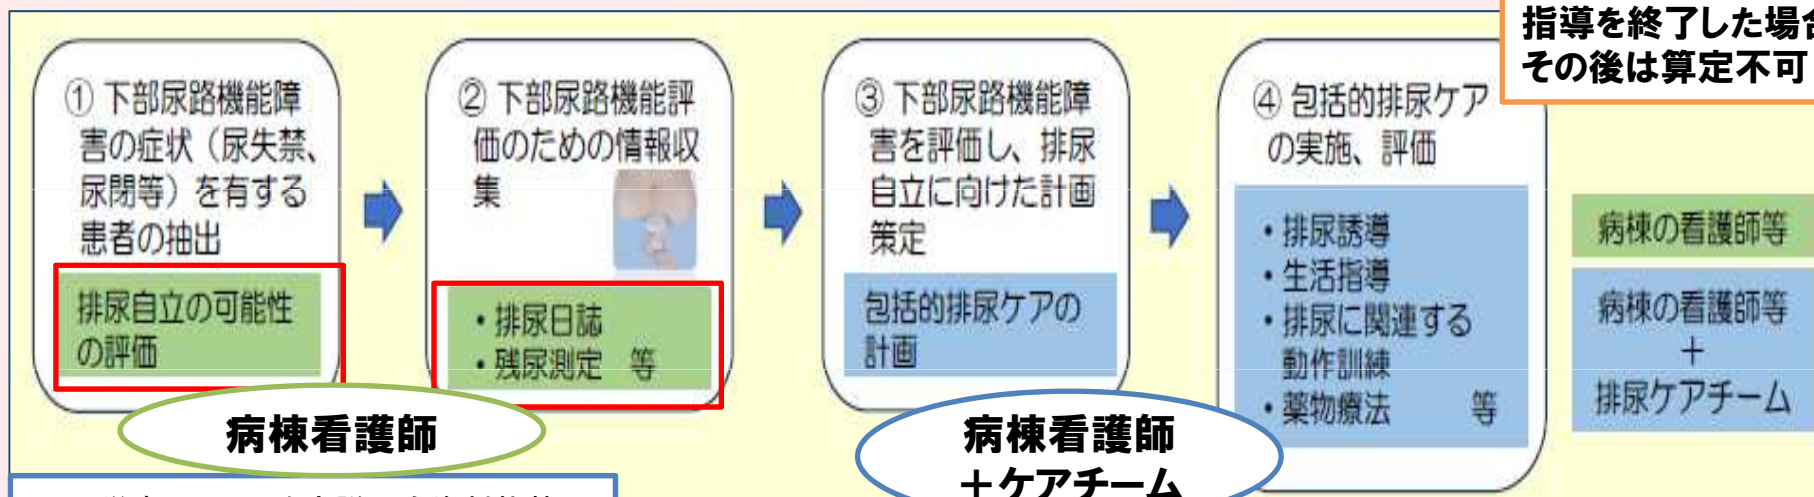 指導を終了した場合
その後は算定不可
① 下部尿路機能障
害の症状（尿失禁、
尿閉等）を有する
患者の抽出
排尿自立の可能性
の評価
② 下部尿路機能評
価のための情報収
集
・排尿日誌
・残尿測定　等
③ 下部尿路機能障
害を評価し、排尿
自立に向けた計画
策定
包括的排尿ケアの
計画
④ 包括的排尿ケア
の実施、評価
・排尿誘導
・生活指導
・排尿に関連する
動作訓練
・薬物療法　等
病棟の看護師等
病棟の看護師等
＋
排尿ケアチーム
病棟看護師
病棟看護師
＋ケアチーム